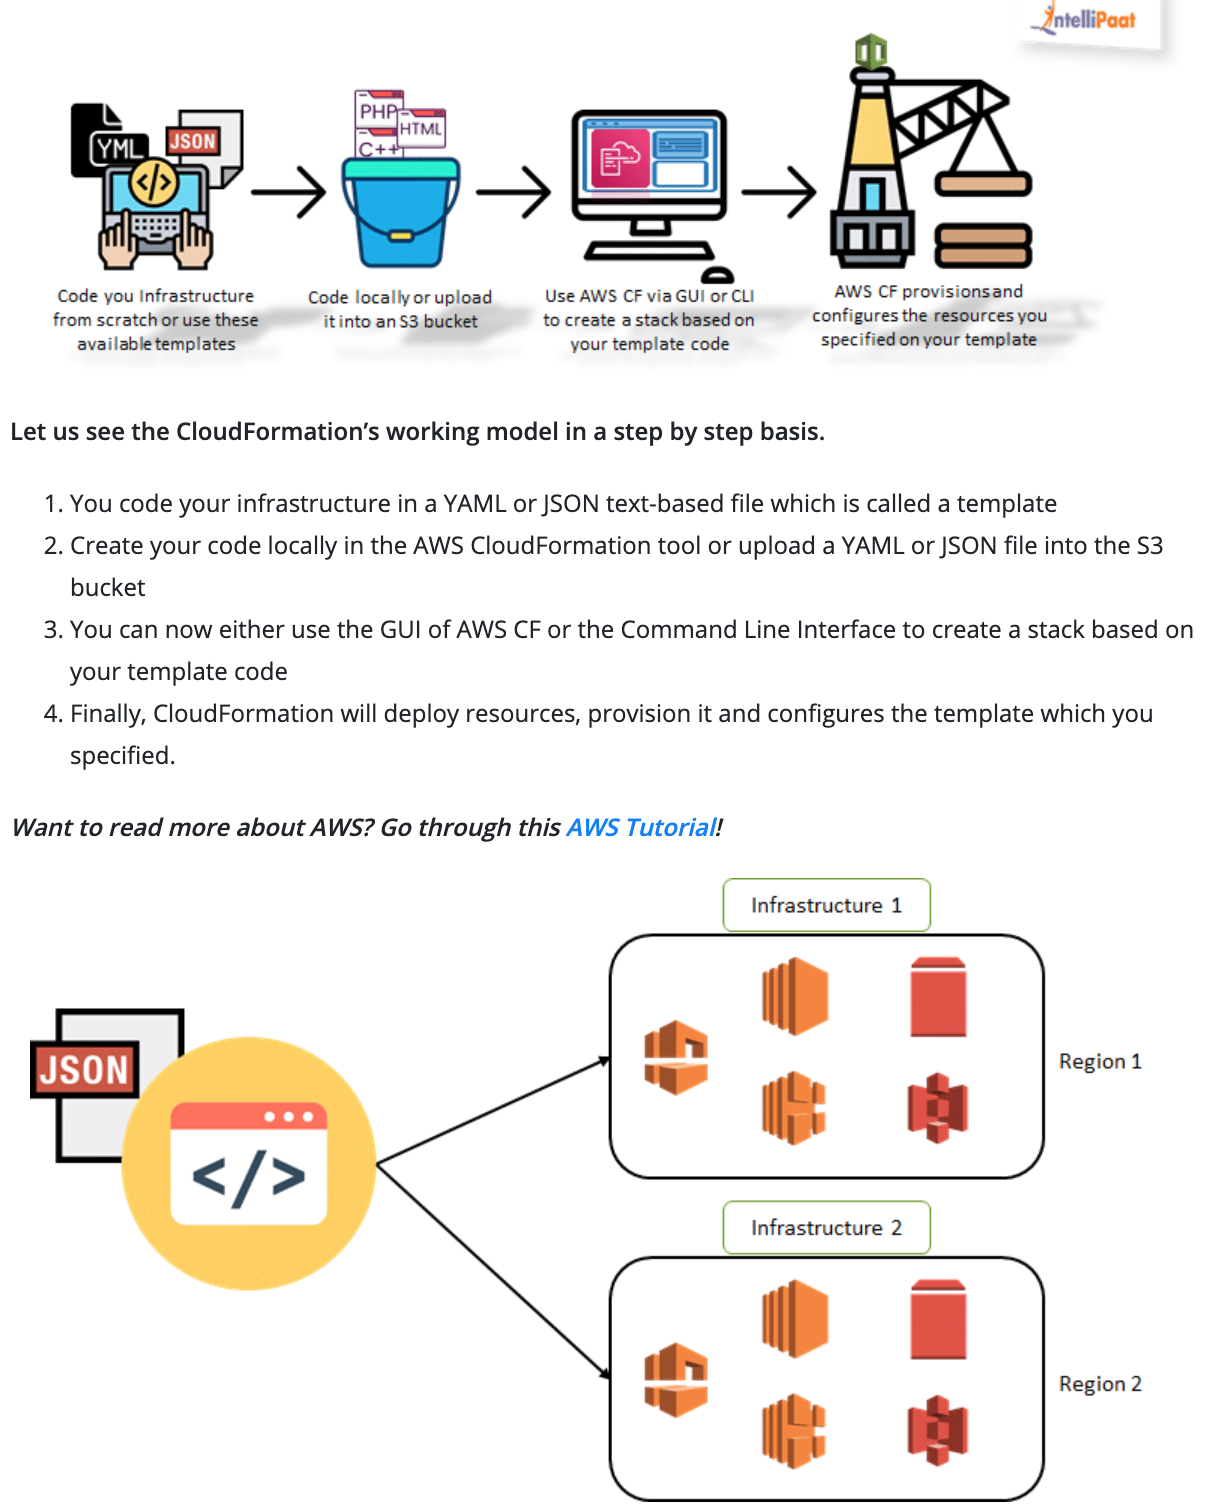 IntelliPaat
PHP
HTML
C++
YML
JSON
</>
Code you Infrastructure
from scratch or use these
available templates
Code locally or upload
it into an S3 bucket
Use AWS CF via GUI or CLI
to create a stack based on
your template code
AWS CF provisions and
configures the resources you
specified on your template
Let us see the CloudFormation’s working model in a step by step basis.
1. You code your infrastructure in a YAML or JSON text-based file which is called a template
2. Create your code locally in the AWS CloudFormation tool or upload a YAML or JSON file into the S3
bucket
3. You can now either use the GUI of AWS CF or the Command Line Interface to create a stack based on
your template code
4. Finally, CloudFormation will deploy resources, provision it and configures the template which you
specified.
Want to read more about AWS? Go through this AWS Tutorial!
Infrastructure 1
JSON
</>
Region 1
Infrastructure 2
Region 2